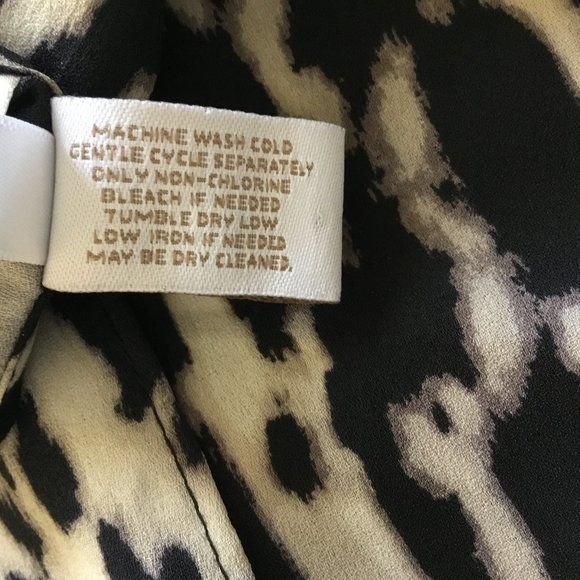 MACHINE WASH COLD
GENTLE CYCLE SEPARATELY
ONLY NON-CHLORINE
BLEACH IF NEEDED
TUMBLE DRY LOW
LOW IRON IF NEEDED
MAY BE DRY CLEANED.